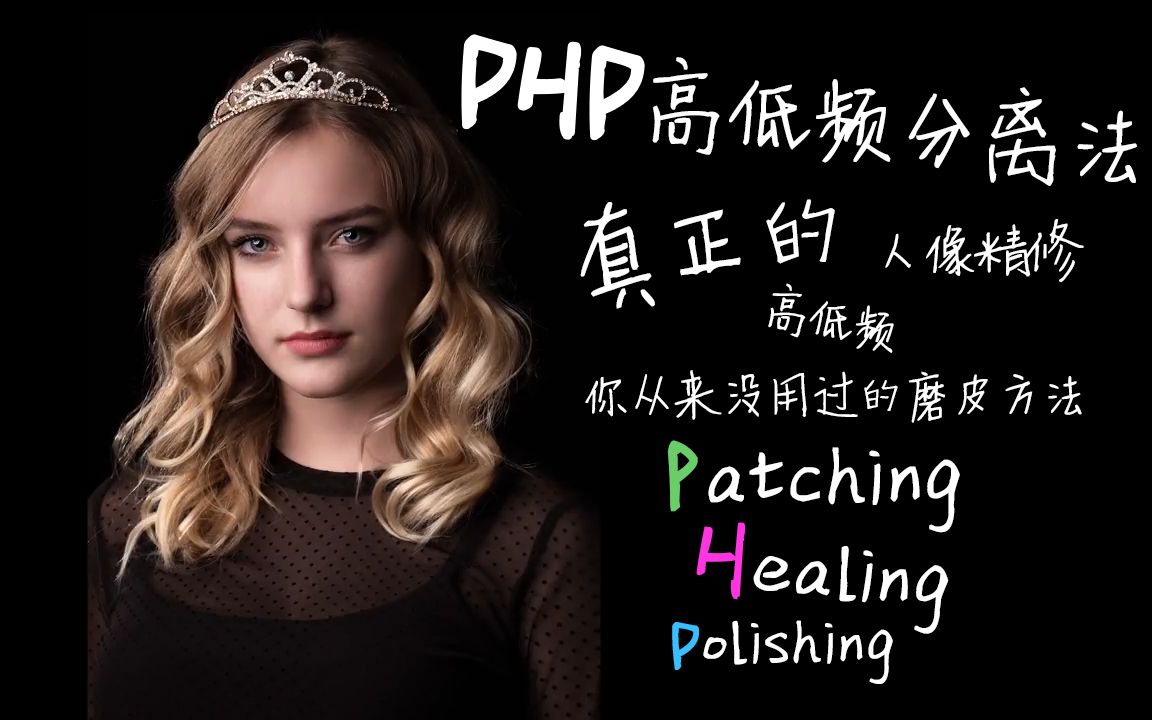 PHP高低频分离法
真正的 人像精修
高低频
你从来没用过的磨皮方法
Patching
Healing
Polishing